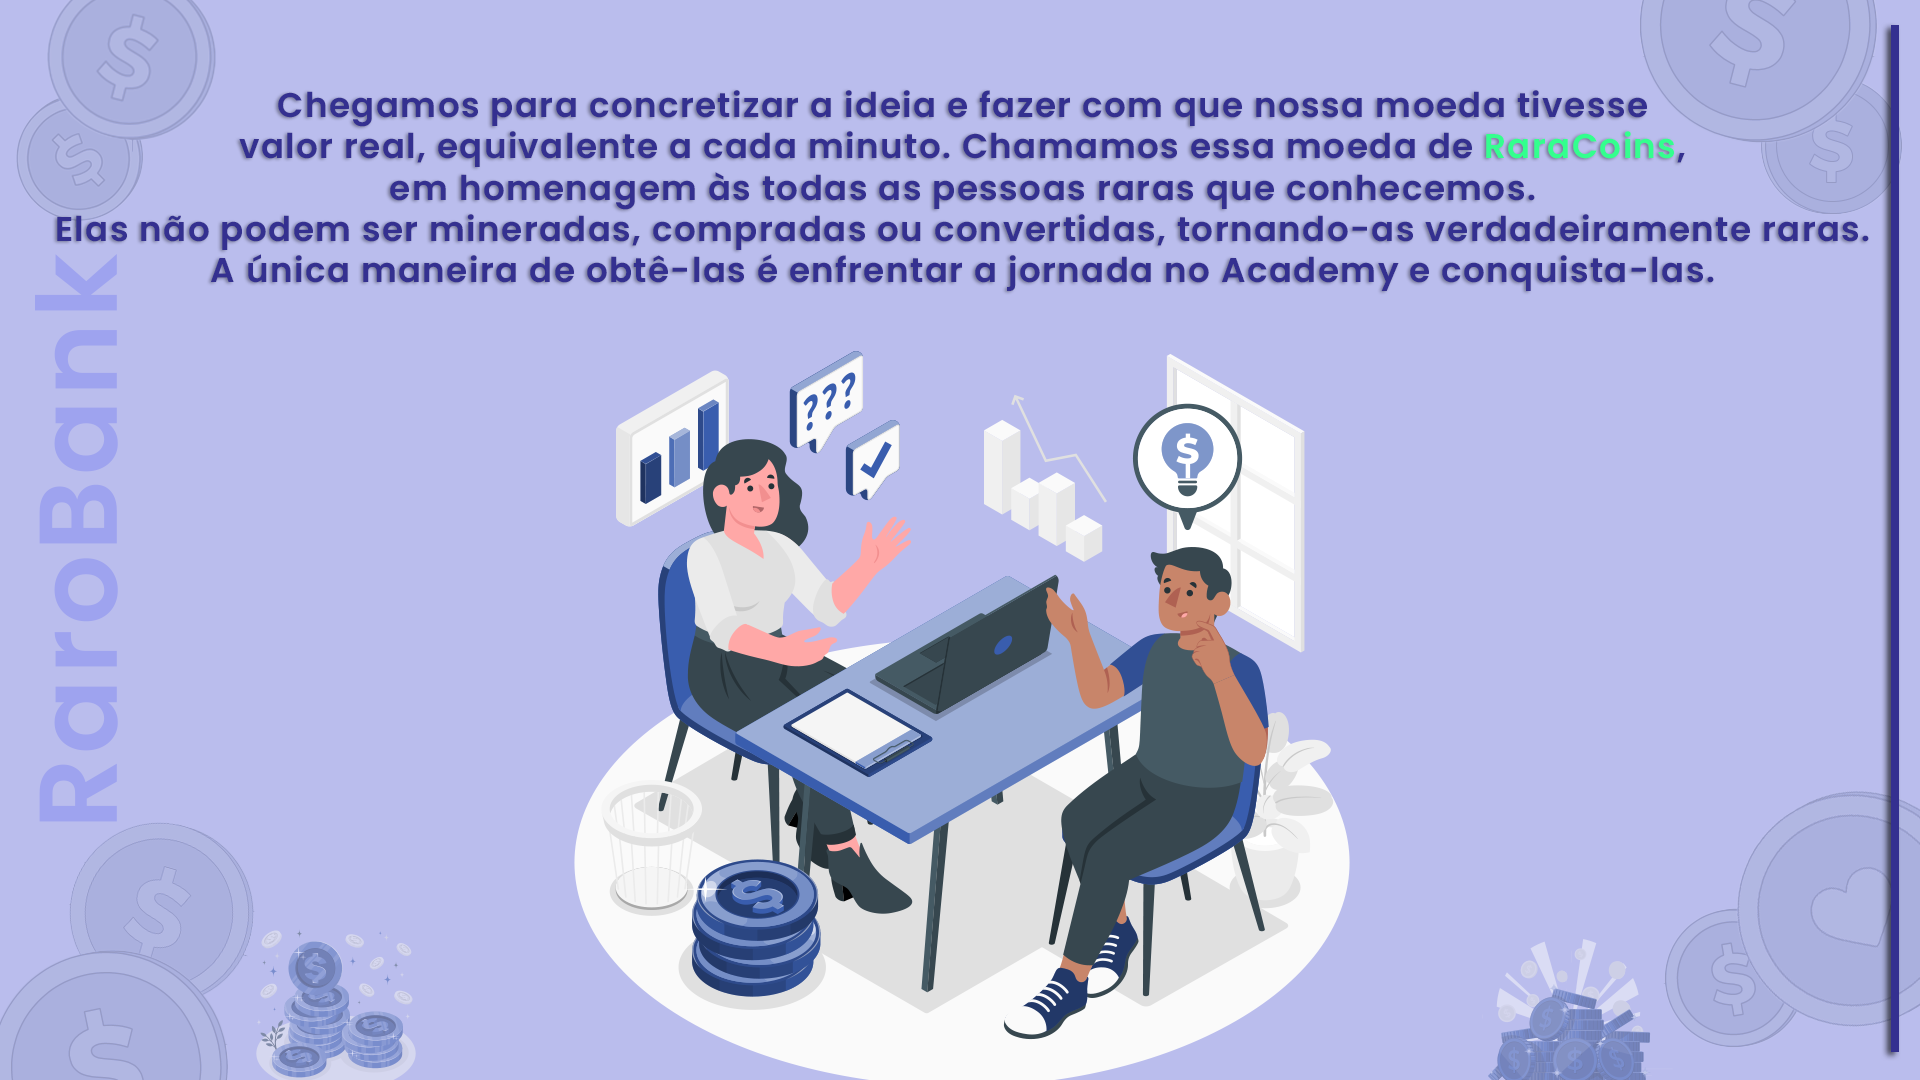 Chegamos para concretizar a ideia e fazer com que nossa moeda tivesse
valor real, equivalente a cada minuto. Chamamos essa moeda de RaraCoins,
em homenagem às todas as pessoas raras que conhecemos.
Elas não podem ser mineradas, compradas ou convertidas, tornando-as verdadeiramente raras.
A única maneira de obtê-las é enfrentar a jornada no Academy e conquista-las.
RaroBank
???
$